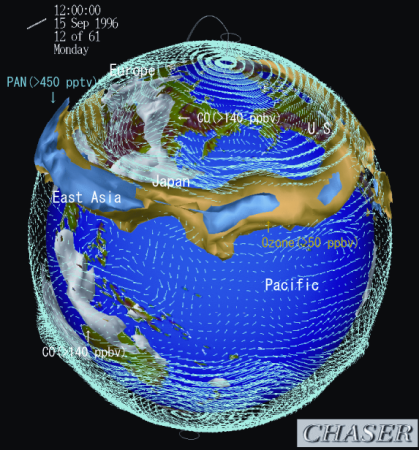 12:00:00
15 Sep 1996
12 of 61
Monday
Europe
PAN(>450 pptv)
CO(>140 ppbv)
U.S
Japan
East Asia
Ozone(250 ppbv)
Pacific
CO(>140 ppbv)
CHASER